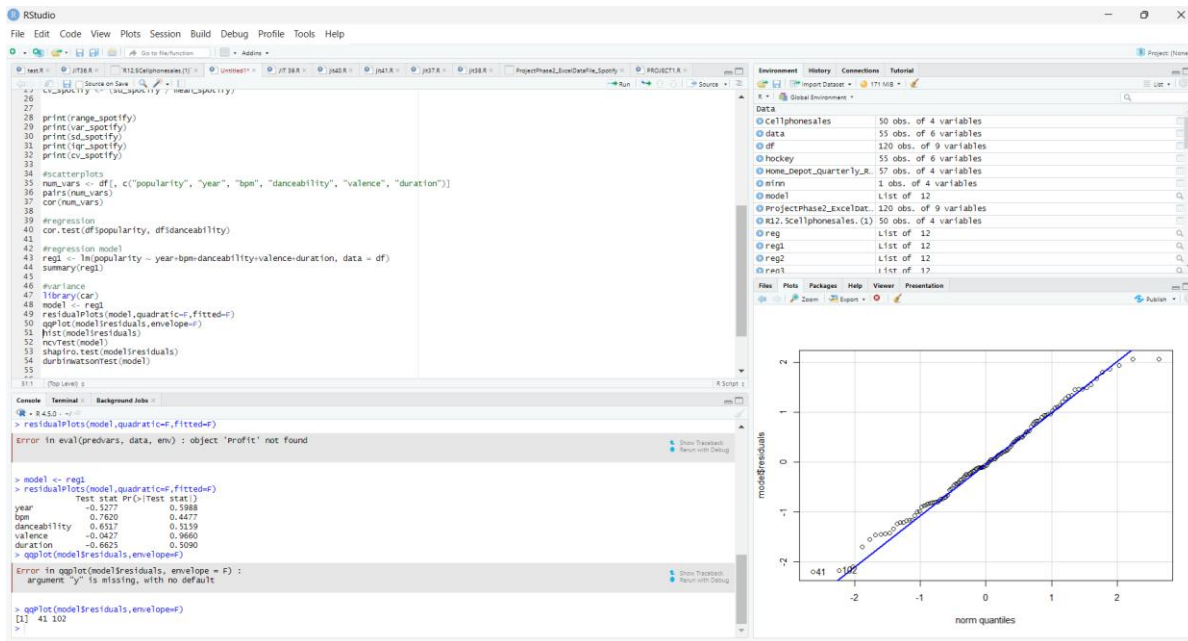 RStudio
File Edit Code View Plots Session Build Debug Profile Tools Help
Go to file/function
Addins
Project: (None
test.R
JIT36.R
R12.5Cellphonesales.(1)
Untitled1*
JIT 38.R
jit40.R
jit41.R
jit37.R
jit38.R
ProjectPhase2_ExcelDataFile_Spotify
PROJECT1.R
Source on Save
Run
Source
25 cv_spotify <- (sd_spotify / mean_spotify)
26
27
28 print(range_spotify)
29 print(var_spotify)
30 print(sd_spotify)
31 print(iqr_spotify)
32 print(cv_spotify)
33
34 #scatterplots
35 num_vars <- df[, c("popularity", "year", "bpm", "danceability", "valence", "duration")]
36 pairs(num_vars)
37 cor(num_vars)
38
39 #regression
40 cor.test(df$popularity, df$danceability)
41
42 #regression model
43 reg1 <- lm(popularity ~ year+bpm+danceability+valence+duration, data = df)
44 summary(reg1)
45
46 #variance
47 library(car)
48 model <- reg1
49 residualPlots(model,quadratic=F,fitted=F)
50 qqPlot(model$residuals,envelope=F)
51 hist(model$residuals)
52 ncvTest(model)
53 shapiro.test(model$residuals)
54 durbinWatsonTest(model)
55
51:1 (Top Level)
R Script
Console Terminal Background Jobs
R 4.5.0 · ~/
> residualPlots(model,quadratic=F,fitted=F)
Error in eval(predvars, data, env) : object 'Profit' not found
Show Traceback
Rerun with Debug
> model <- reg1
> residualPlots(model,quadratic=F,fitted=F)
Test stat Pr(>|Test stat|)
year -0.5277 0.5988
bpm 0.7620 0.4477
danceability 0.6517 0.5159
valence -0.0427 0.9660
duration -0.6625 0.5090
> qqplot(model$residuals,envelope=F)
Error in qqplot(model$residuals, envelope = F) :
argument "y" is missing, with no default
Show Traceback
Rerun with Debug
> qqPlot(model$residuals,envelope=F)
[1] 41 102
>
Environment History Connections Tutorial
Import Dataset
171 MiB
List
R
Global Environment
Data
Cellphonesales 50 obs. of 4 variables
data 55 obs. of 6 variables
df 120 obs. of 9 variables
hockey 55 obs. of 6 variables
Home_Depot_Quarterly_R… 57 obs. of 4 variables
minn 1 obs. of 4 variables
model List of 12
ProjectPhase2_ExcelDat… 120 obs. of 9 variables
R12.5Cellphonesales.(1) 50 obs. of 4 variables
reg List of 12
reg1 List of 12
reg2 List of 12
reg3 List of 12
Files Plots Packages Help Viewer Presentation
Zoom
Export
Publish
2
1
0
-1
-2
model$residuals
41
102
-2 -1 0 1 2
norm quantiles